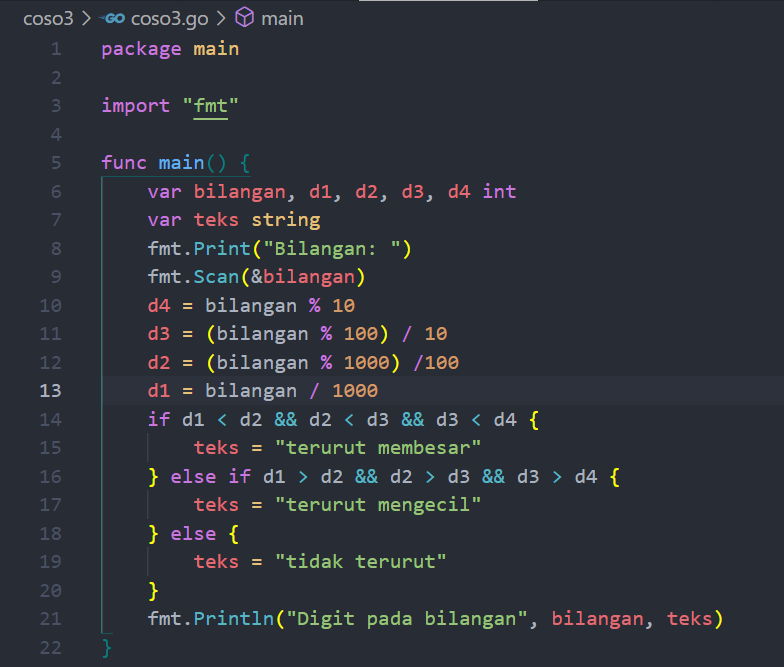 coso3 > coso3.go > main
1 package main
2
3 import "fmt"
4
5 func main() {
6     var bilangan, d1, d2, d3, d4 int
7     var teks string
8     fmt.Print("Bilangan: ")
9     fmt.Scan(&bilangan)
10     d4 = bilangan % 10
11     d3 = (bilangan % 100) / 10
12     d2 = (bilangan % 1000) /100
13     d1 = bilangan / 1000
14     if d1 < d2 && d2 < d3 && d3 < d4 {
15         teks = "terurut membesar"
16     } else if d1 > d2 && d2 > d3 && d3 > d4 {
17         teks = "terurut mengecil"
18     } else {
19         teks = "tidak terurut"
20     }
21     fmt.Println("Digit pada bilangan", bilangan, teks)
22 }